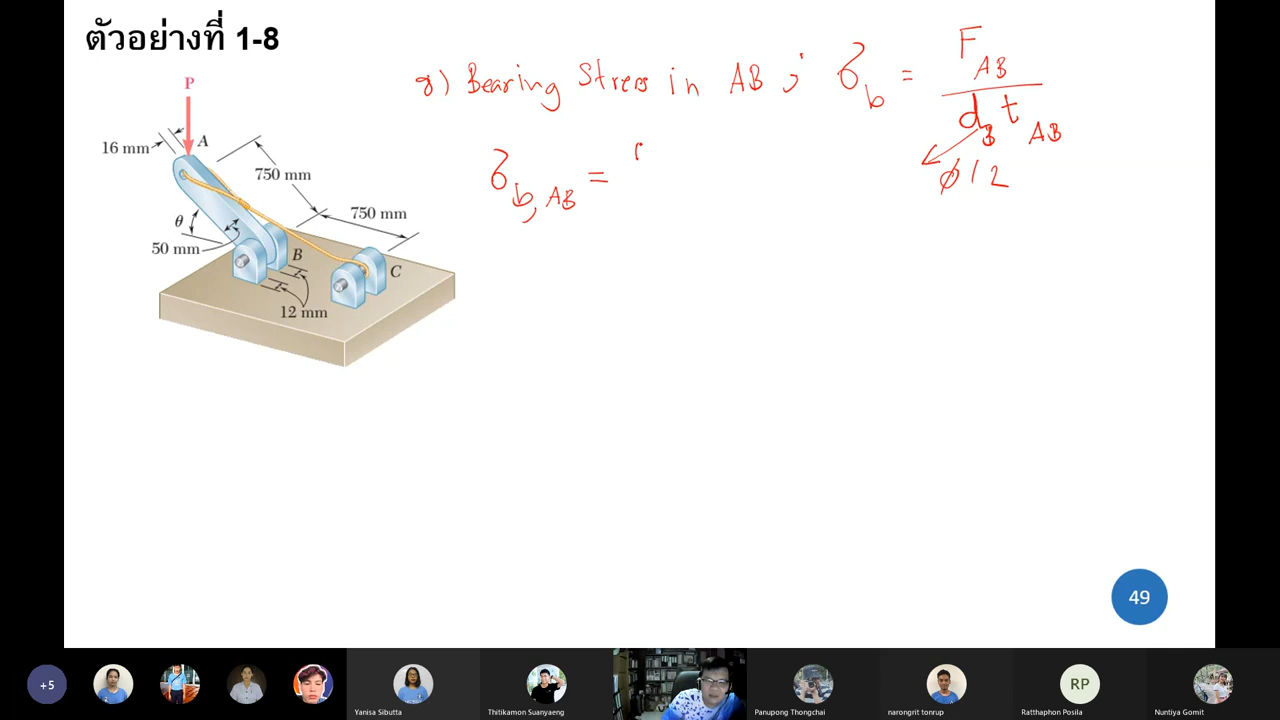 ตัวอย่างที่ 1-8
ช) Bearing Stress in AB ; σb = FAB / dB tAB
ϕ12
σb, AB =
P
16 mm
A
750 mm
750 mm
θ
50 mm
B
C
12 mm
49
+5
Yanisa Sibutta
Thitikamon Suanyaeng
Panupong Thongchai
narongrit tonrup
RP
Ratthaphon Posila
Nuntiya Gomit